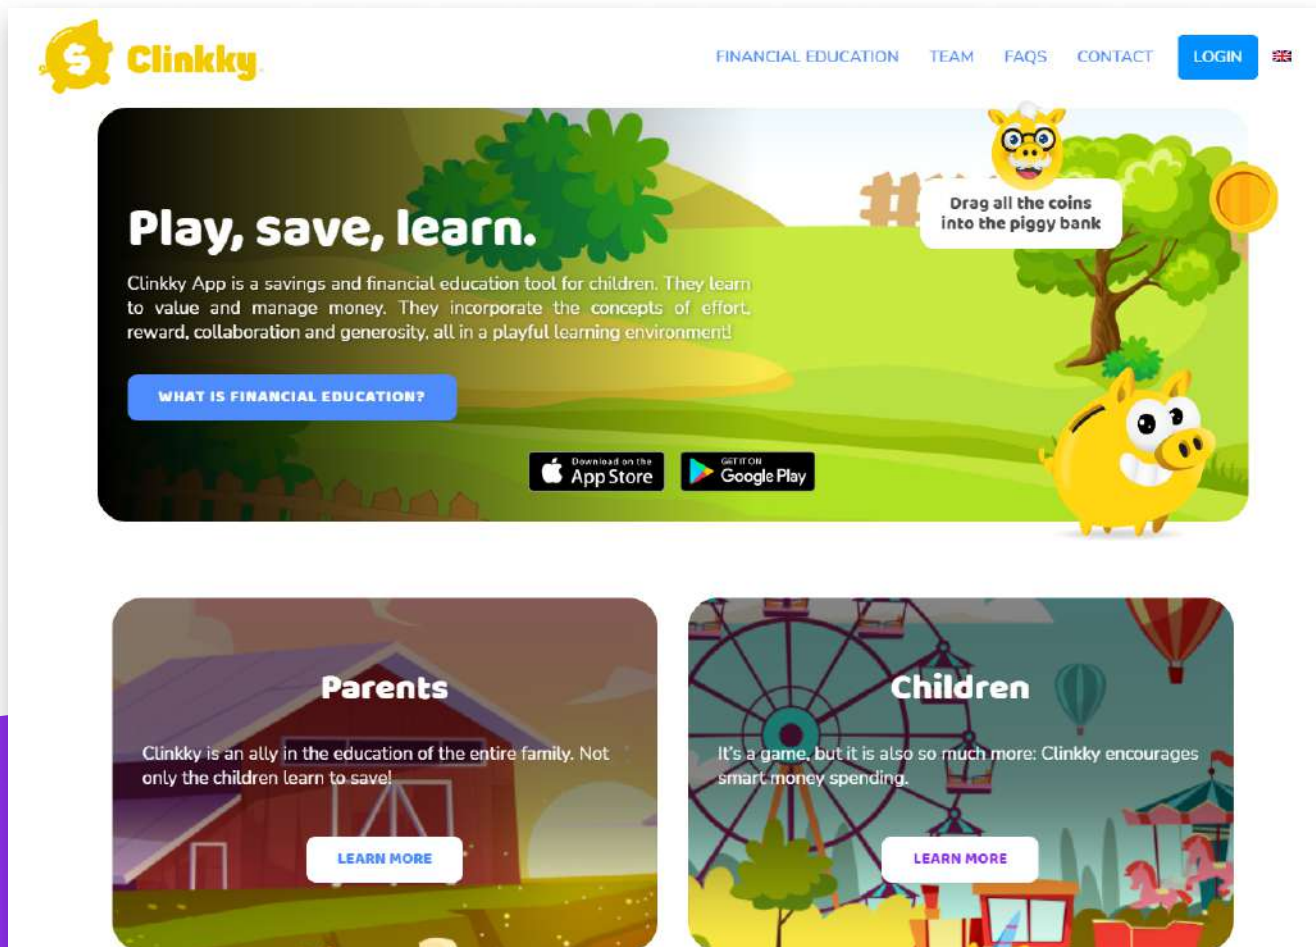 Clinkky
FINANCIAL EDUCATION
TEAM
FAQS
CONTACT
LOGIN
Drag all the coins
into the piggy bank
Play, save, learn.
Clinkky App is a savings and financial education tool for children. They learn
to value and manage money. They incorporate the concepts of effort,
reward, collaboration and generosity, all in a playful learning environment!
WHAT IS FINANCIAL EDUCATION?
Download on the
App Store
GET IT ON
Google Play
Parents
Clinkky is an ally in the education of the entire family. Not
only the children learn to save!
LEARN MORE
Children
It's a game, but it is also so much more: Clinkky encourages
smart money spending.
LEARN MORE